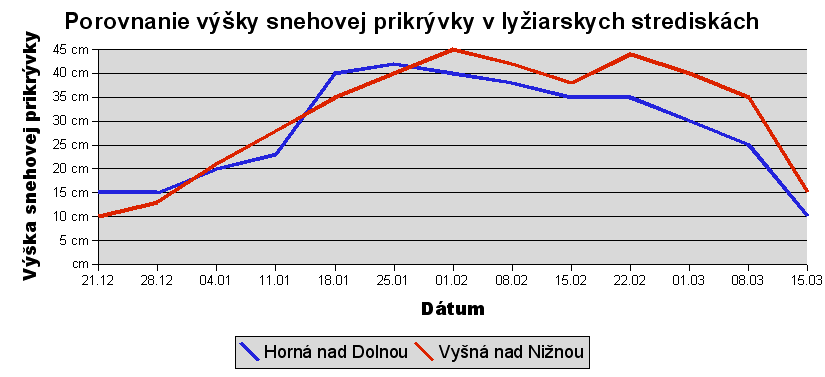 Porovnanie výšky snehovej prikrývky v lyžiarskych strediskách
Výška snehovej prikrývky
45 cm
40 cm
35 cm
30 cm
25 cm
20 cm
15 cm
10 cm
5 cm
cm
21.12 28.12 04.01 11.01 18.01 25.01 01.02 08.02 15.02 22.02 01.03 08.03 15.03
Dátum
Horná nad Dolnou Vyšná nad Nižnou